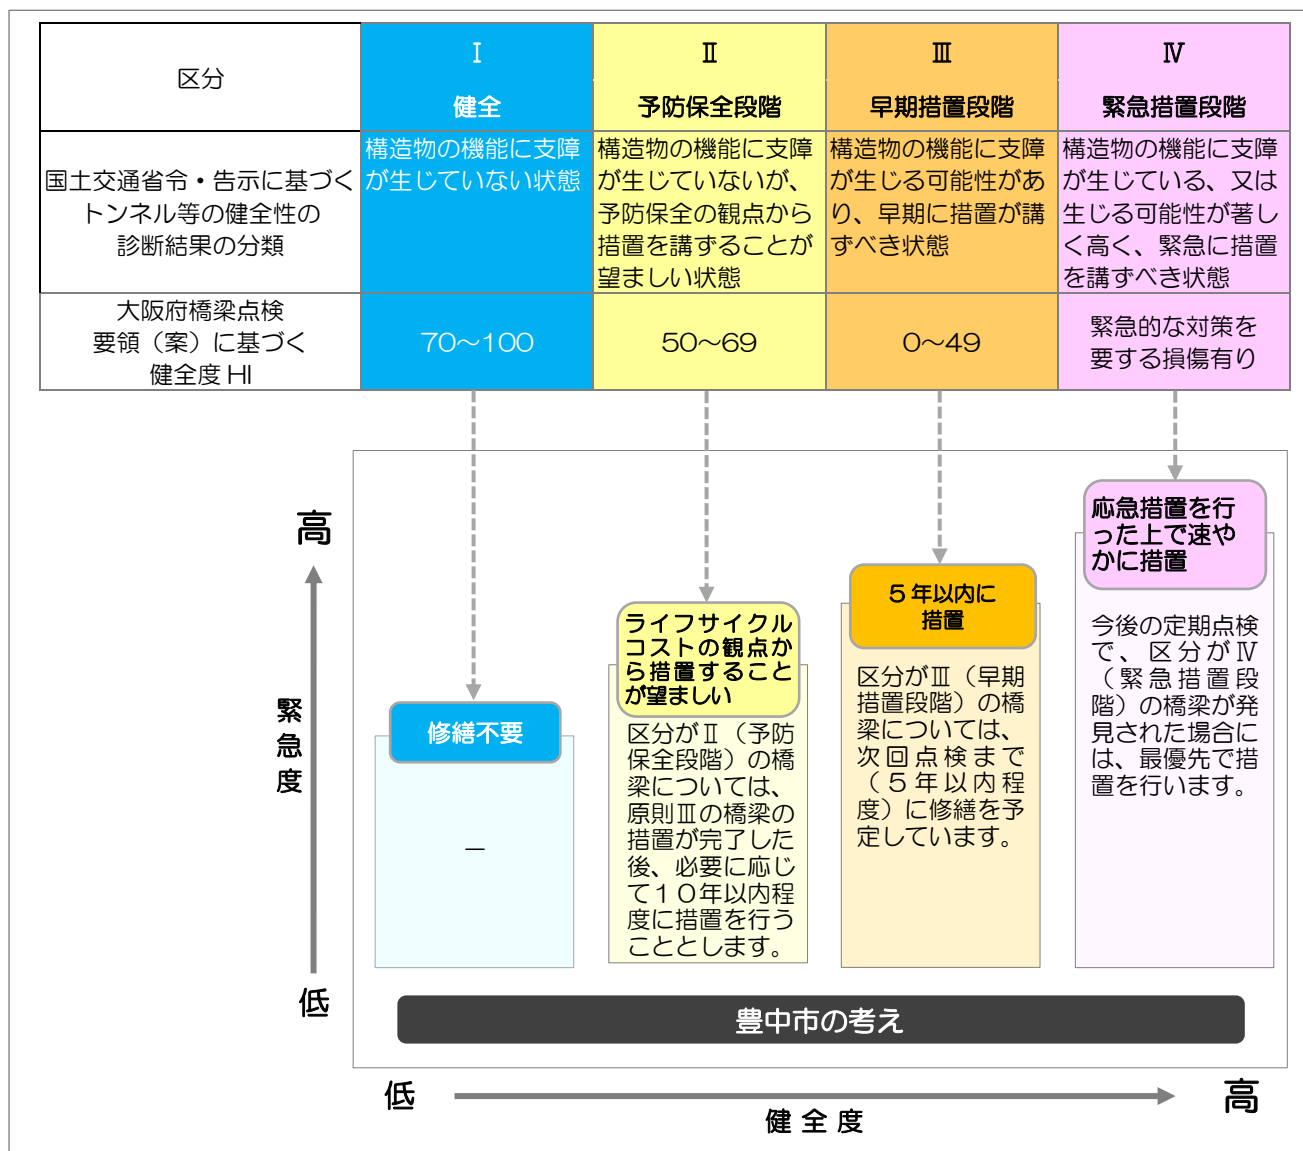 区分
Ⅰ
健全
Ⅱ
予防保全段階
Ⅲ
早期措置段階
Ⅳ
緊急措置段階
国土交通省令・告示に基づく
トンネル等の健全性の
診断結果の分類
構造物の機能に支障
が生じていない状態
構造物の機能に支障
が生じていないが、
予防保全の観点から
措置を講ずることが
望ましい状態
構造物の機能に支障
が生じる可能性があ
り、早期に措置が講
ずべき状態
構造物の機能に支障
が生じている、又は
生じる可能性が著し
く高く、緊急に措置
を講ずべき状態
大阪府橋梁点検
要領（案）に基づく
健全度 HI
70～100
50～69
0～49
緊急的な対策を
要する損傷有り
高
緊急度
低
修繕不要
－
ライフサイクル
コストの観点か
ら措置することが望ましい
区分がⅡ（予防
保全段階）の橋
梁については、
原則Ⅲの橋梁の
措置が完了した
後、必要に応じ
て１０年以内程
度に措置を行う
こととします。
５年以内に
措置
区分がⅢ（早期
措置段階）の橋
梁については、
次回点検まで
（５年以内程
度）に修繕を予
定しています。
応急措置を行
った上で速や
かに措置
今後の定期点検
で、区分がⅣ
（緊急措置段
階）の橋梁が発
見された場合に
は、最優先で措
置を行います。
豊中市の考え
低
健全度
高